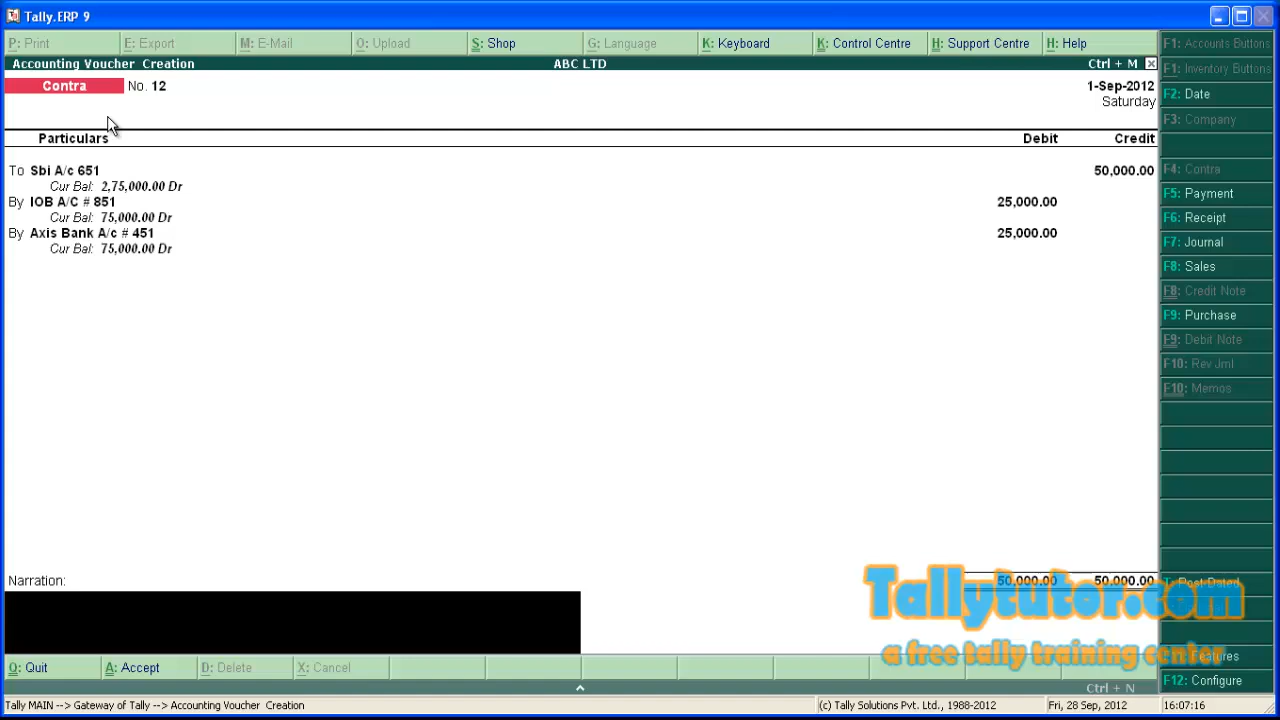 Tally.ERP 9
P: Print E: Export M: E-Mail O: Upload S: Shop G: Language K: Keyboard K: Control Centre H: Support Centre H: Help
Accounting Voucher Creation ABC LTD Ctrl + M
Contra No. 12 1-Sep-2012
Saturday
Particulars Debit Credit
To Sbi A/c 651 50,000.00
Cur Bal: 2,75,000.00 Dr
By IOB A/C # 851 25,000.00
Cur Bal: 75,000.00 Dr
By Axis Bank A/c # 451 25,000.00
Cur Bal: 75,000.00 Dr
Narration: 50,000.00 50,000.00
Q: Quit A: Accept D: Delete X: Cancel
Ctrl + N
Tally MAIN --> Gateway of Tally --> Accounting Voucher Creation (c) Tally Solutions Pvt. Ltd., 1988-2012 Fri, 28 Sep, 2012 16:07:16
F1: Accounts Buttons
F1: Inventory Buttons
F2: Date
F3: Company
F4: Contra
F5: Payment
F6: Receipt
F7: Journal
F8: Sales
F8: Credit Note
F9: Purchase
F9: Debit Note
F10: Rev Jrnl
F10: Memos
T: Post-Dated
Features
F12: Configure
Tallytutor.com
a free tally training center